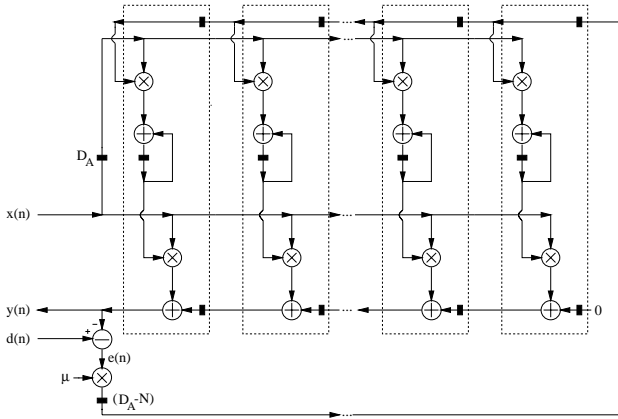 D_A
x(n)
y(n)
0
d(n)
+ -
e(n)
μ
(D_A-N)